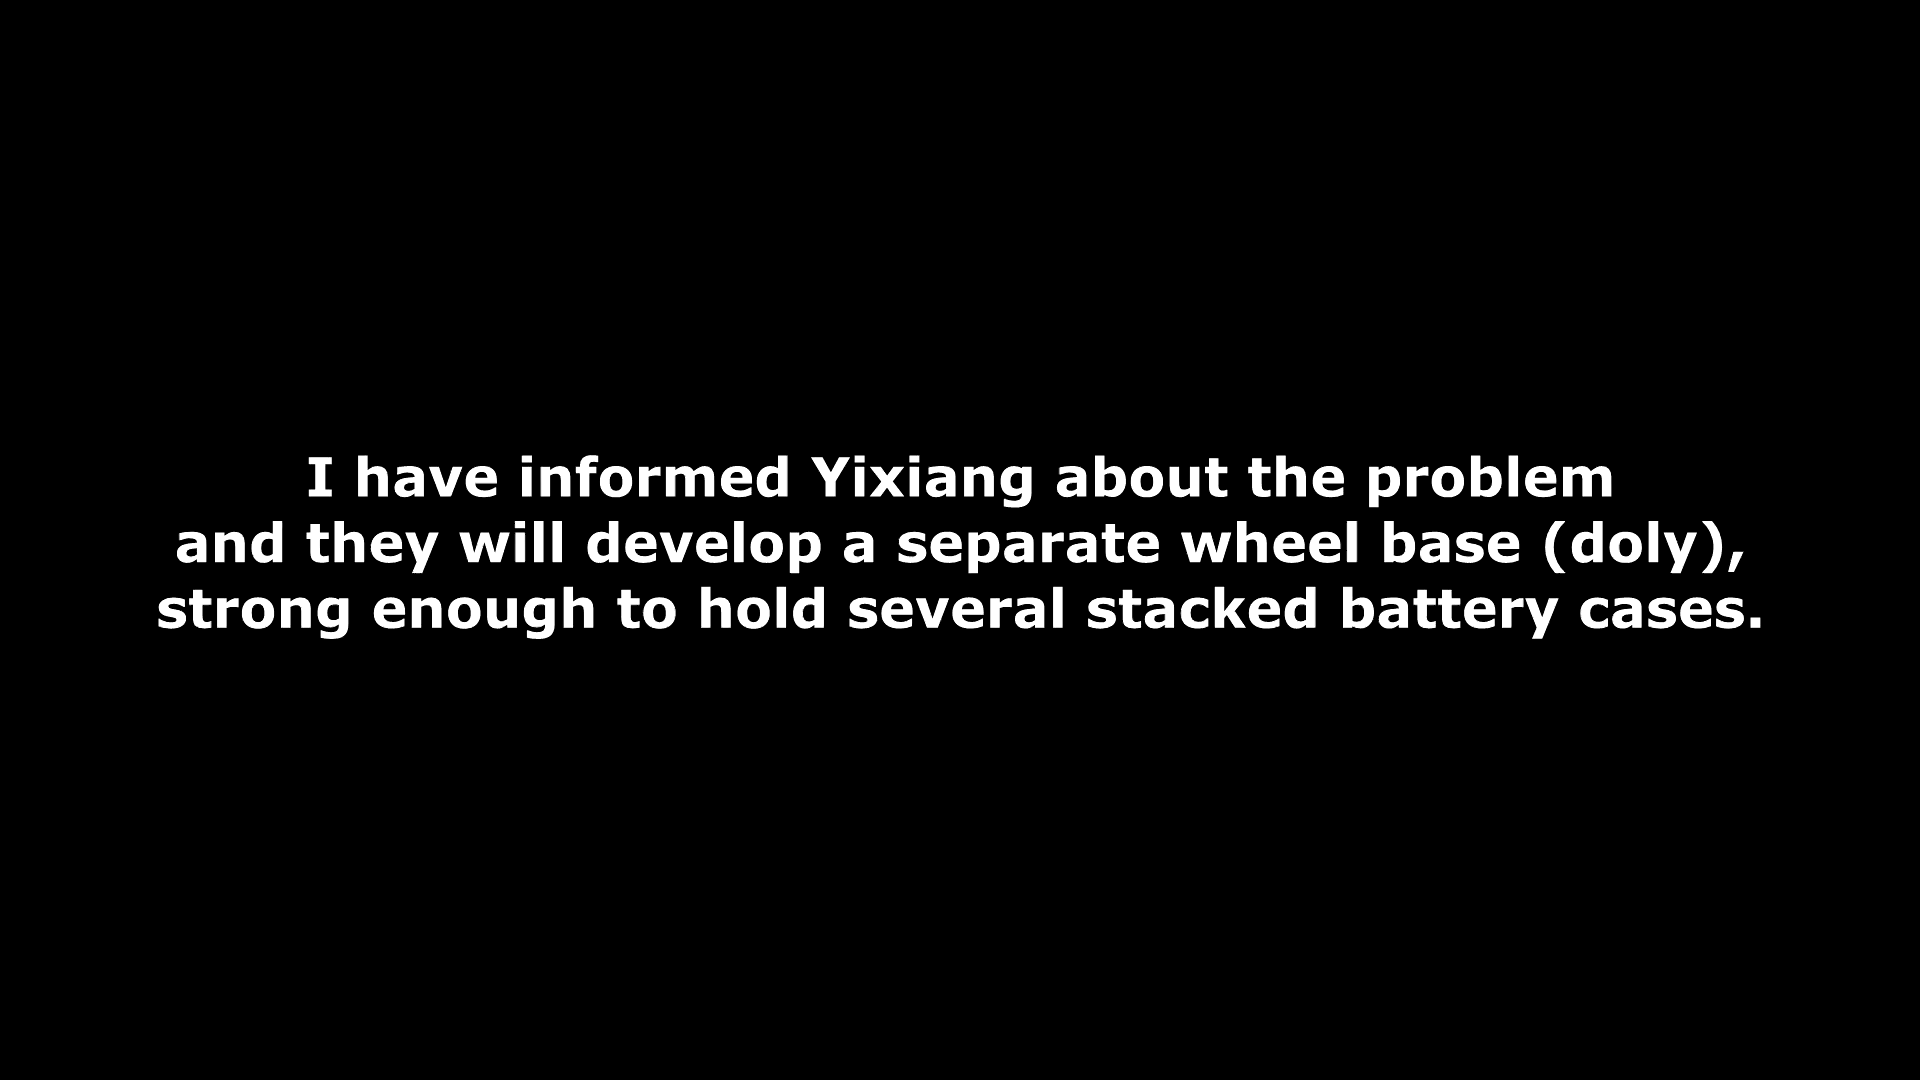 I have informed Yixiang about the problem
and they will develop a separate wheel base (doly),
strong enough to hold several stacked battery cases.